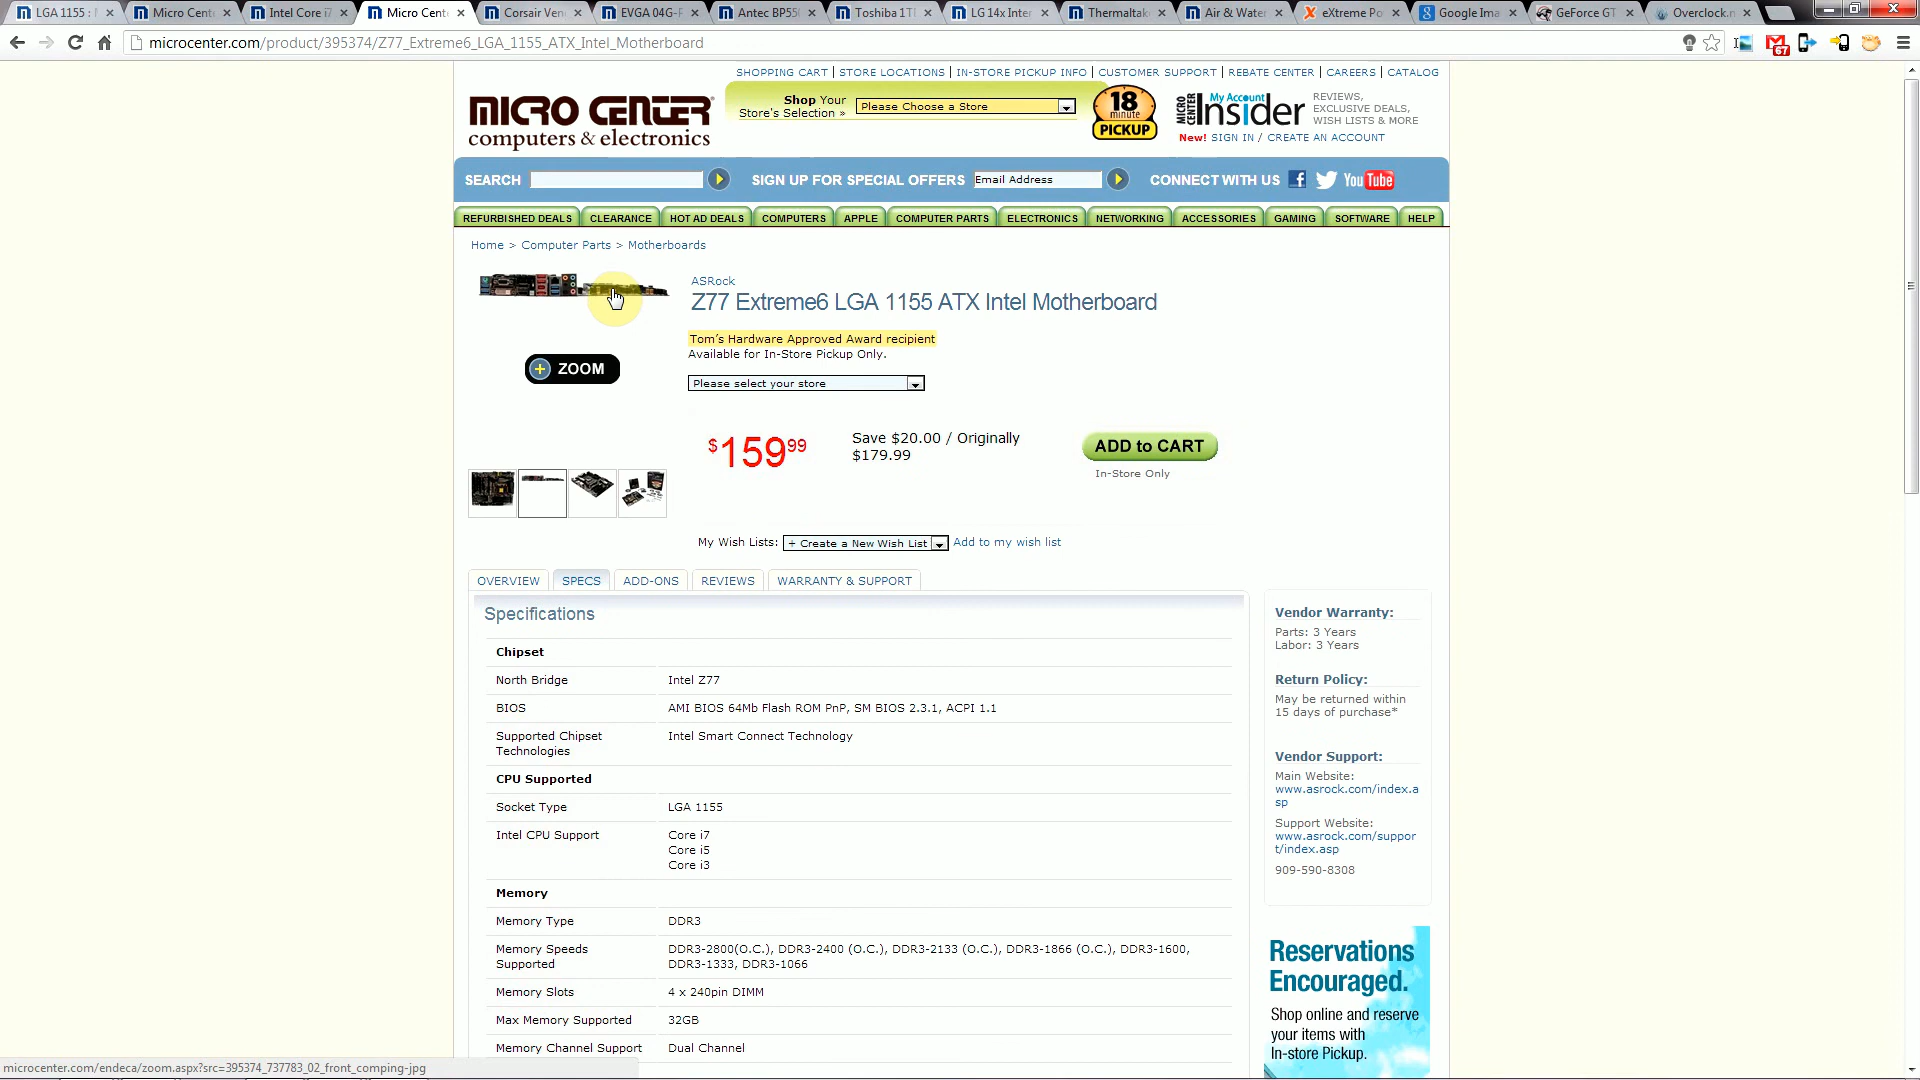 LGA 1155 : M
Micro Cent
Intel Core i7
Micro Cent
Corsair Ven
EVGA 04G-P
Antec BP550
Toshiba 1T
LG 14x Inter
Thermaltak
Air & Water
eXtreme Po
Google Ima
GeForce GT
Overclock.n
microcenter.com/product/395374/Z77_Extreme6_LGA_1155_ATX_Intel_Motherboard
67
SHOPPING CART | STORE LOCATIONS | IN-STORE PICKUP INFO | CUSTOMER SUPPORT | REBATE CENTER | CAREERS | CATALOG
MICRO CENTER
computers & electronics
Shop Your
Store's Selection »
Please Choose a Store
18
minute
PICKUP
MICRO CENTER
My Account
Insider
REVIEWS,
EXCLUSIVE DEALS,
WISH LISTS & MORE
New! SIGN IN / CREATE AN ACCOUNT
SEARCH
SIGN UP FOR SPECIAL OFFERS
Email Address
CONNECT WITH US
YouTube
REFURBISHED DEALS
CLEARANCE
HOT AD DEALS
COMPUTERS
APPLE
COMPUTER PARTS
ELECTRONICS
NETWORKING
ACCESSORIES
GAMING
SOFTWARE
HELP
Home > Computer Parts > Motherboards
ASRock
Z77 Extreme6 LGA 1155 ATX Intel Motherboard
Tom's Hardware Approved Award recipient
Available for In-Store Pickup Only.
ZOOM
Please select your store
$159.99
Save $20.00 / Originally
$179.99
ADD to CART
In-Store Only
My Wish Lists:
+ Create a New Wish List
Add to my wish list
OVERVIEW
SPECS
ADD-ONS
REVIEWS
WARRANTY & SUPPORT
Specifications
Chipset
North Bridge
Intel Z77
BIOS
AMI BIOS 64Mb Flash ROM PnP, SM BIOS 2.3.1, ACPI 1.1
Supported Chipset
Technologies
Intel Smart Connect Technology
CPU Supported
Socket Type
LGA 1155
Intel CPU Support
Core i7
Core i5
Core i3
Memory
Memory Type
DDR3
Memory Speeds
Supported
DDR3-2800(O.C.), DDR3-2400 (O.C.), DDR3-2133 (O.C.), DDR3-1866 (O.C.), DDR3-1600,
DDR3-1333, DDR3-1066
Memory Slots
4 x 240pin DIMM
Max Memory Supported
32GB
Memory Channel Support
Dual Channel
Vendor Warranty:
Parts: 3 Years
Labor: 3 Years
Return Policy:
May be returned within
15 days of purchase*
Vendor Support:
Main Website:
www.asrock.com/index.a
sp
Support Website:
www.asrock.com/suppor
t/index.asp
909-590-8308
Reservations
Encouraged.
Shop online and reserve
your items with
In-store Pickup.
microcenter.com/endeca/zoom.aspx?src=395374_737783_02_front_comping-jpg